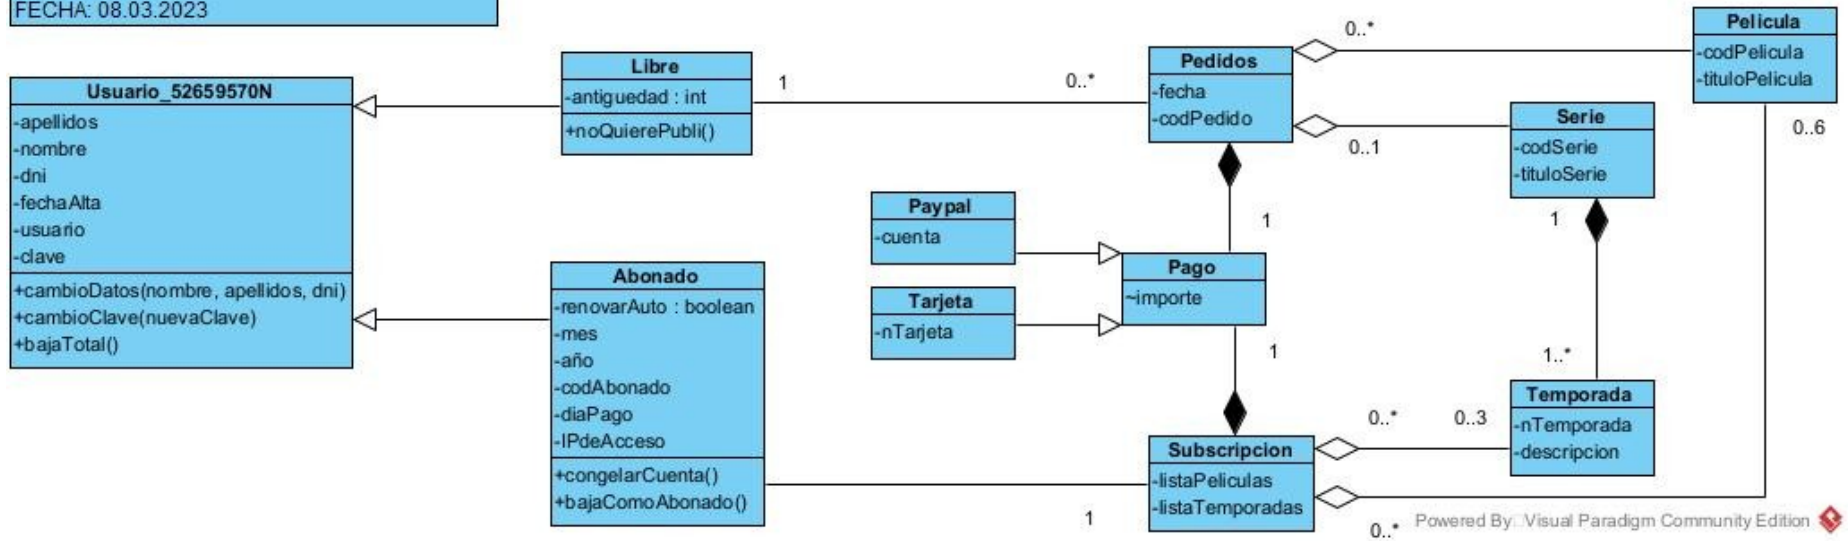 FECHA: 08.03.2023
Usuario_52659570N
-apellidos
-nombre
-dni
-fechaAlta
-usuario
-clave
+cambioDatos(nombre, apellidos, dni)
+cambioClave(nuevaClave)
+bajaTotal()
Libre
-antiguedad : int
+noQuierePubli()
1
0..*
Abonado
-renovarAuto : boolean
-mes
-año
-codAbonado
-diaPago
-IPdeAcceso
+congelarCuenta()
+bajaComoAbonado()
1
Paypal
-cuenta
Tarjeta
-nTarjeta
Pedidos
-fecha
-codPedido
1
Pago
~importe
1
Subscripcion
-listaPeliculas
-listaTemporadas
0..*
0..1
Pelicula
-codPelicula
-tituloPelicula
0..6
Serie
-codSerie
-tituloSerie
1
1..*
Temporada
-nTemporada
-descripcion
0..*
0..3
0..*
Powered By Visual Paradigm Community Edition